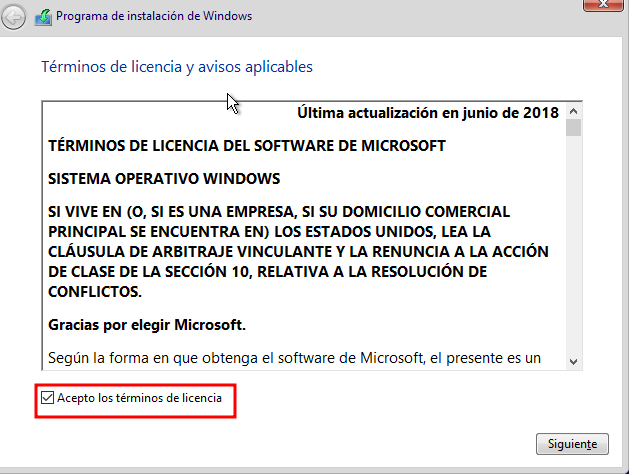 Programa de instalación de Windows
Términos de licencia y avisos aplicables
Última actualización en junio de 2018
TÉRMINOS DE LICENCIA DEL SOFTWARE DE MICROSOFT
SISTEMA OPERATIVO WINDOWS
SI VIVE EN (O, SI ES UNA EMPRESA, SI SU DOMICILIO COMERCIAL
PRINCIPAL SE ENCUENTRA EN) LOS ESTADOS UNIDOS, LEA LA
CLÁUSULA DE ARBITRAJE VINCULANTE Y LA RENUNCIA A LA ACCIÓN
DE CLASE DE LA SECCIÓN 10, RELATIVA A LA RESOLUCIÓN DE
CONFLICTOS.
Gracias por elegir Microsoft.
Según la forma en que obtenga el software de Microsoft, el presente es un
Acepto los términos de licencia
Siguiente